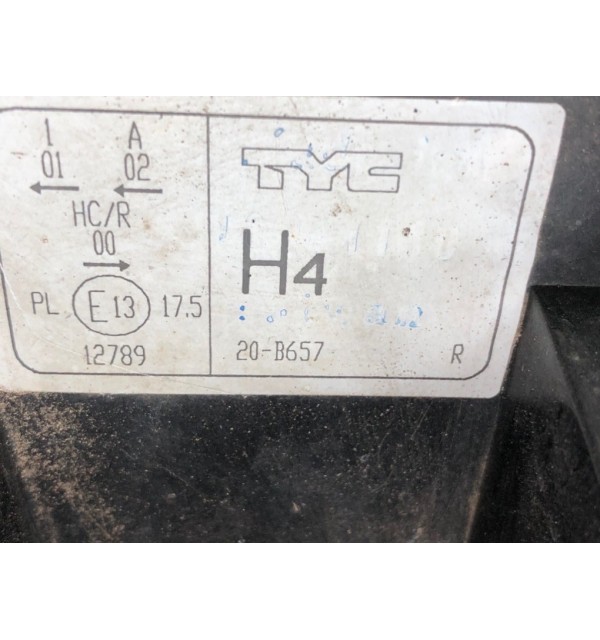 1 A
01 02
← ←
HC/R
00
→
PL E13 17.5
12789
TYC
H4
20-B657 R